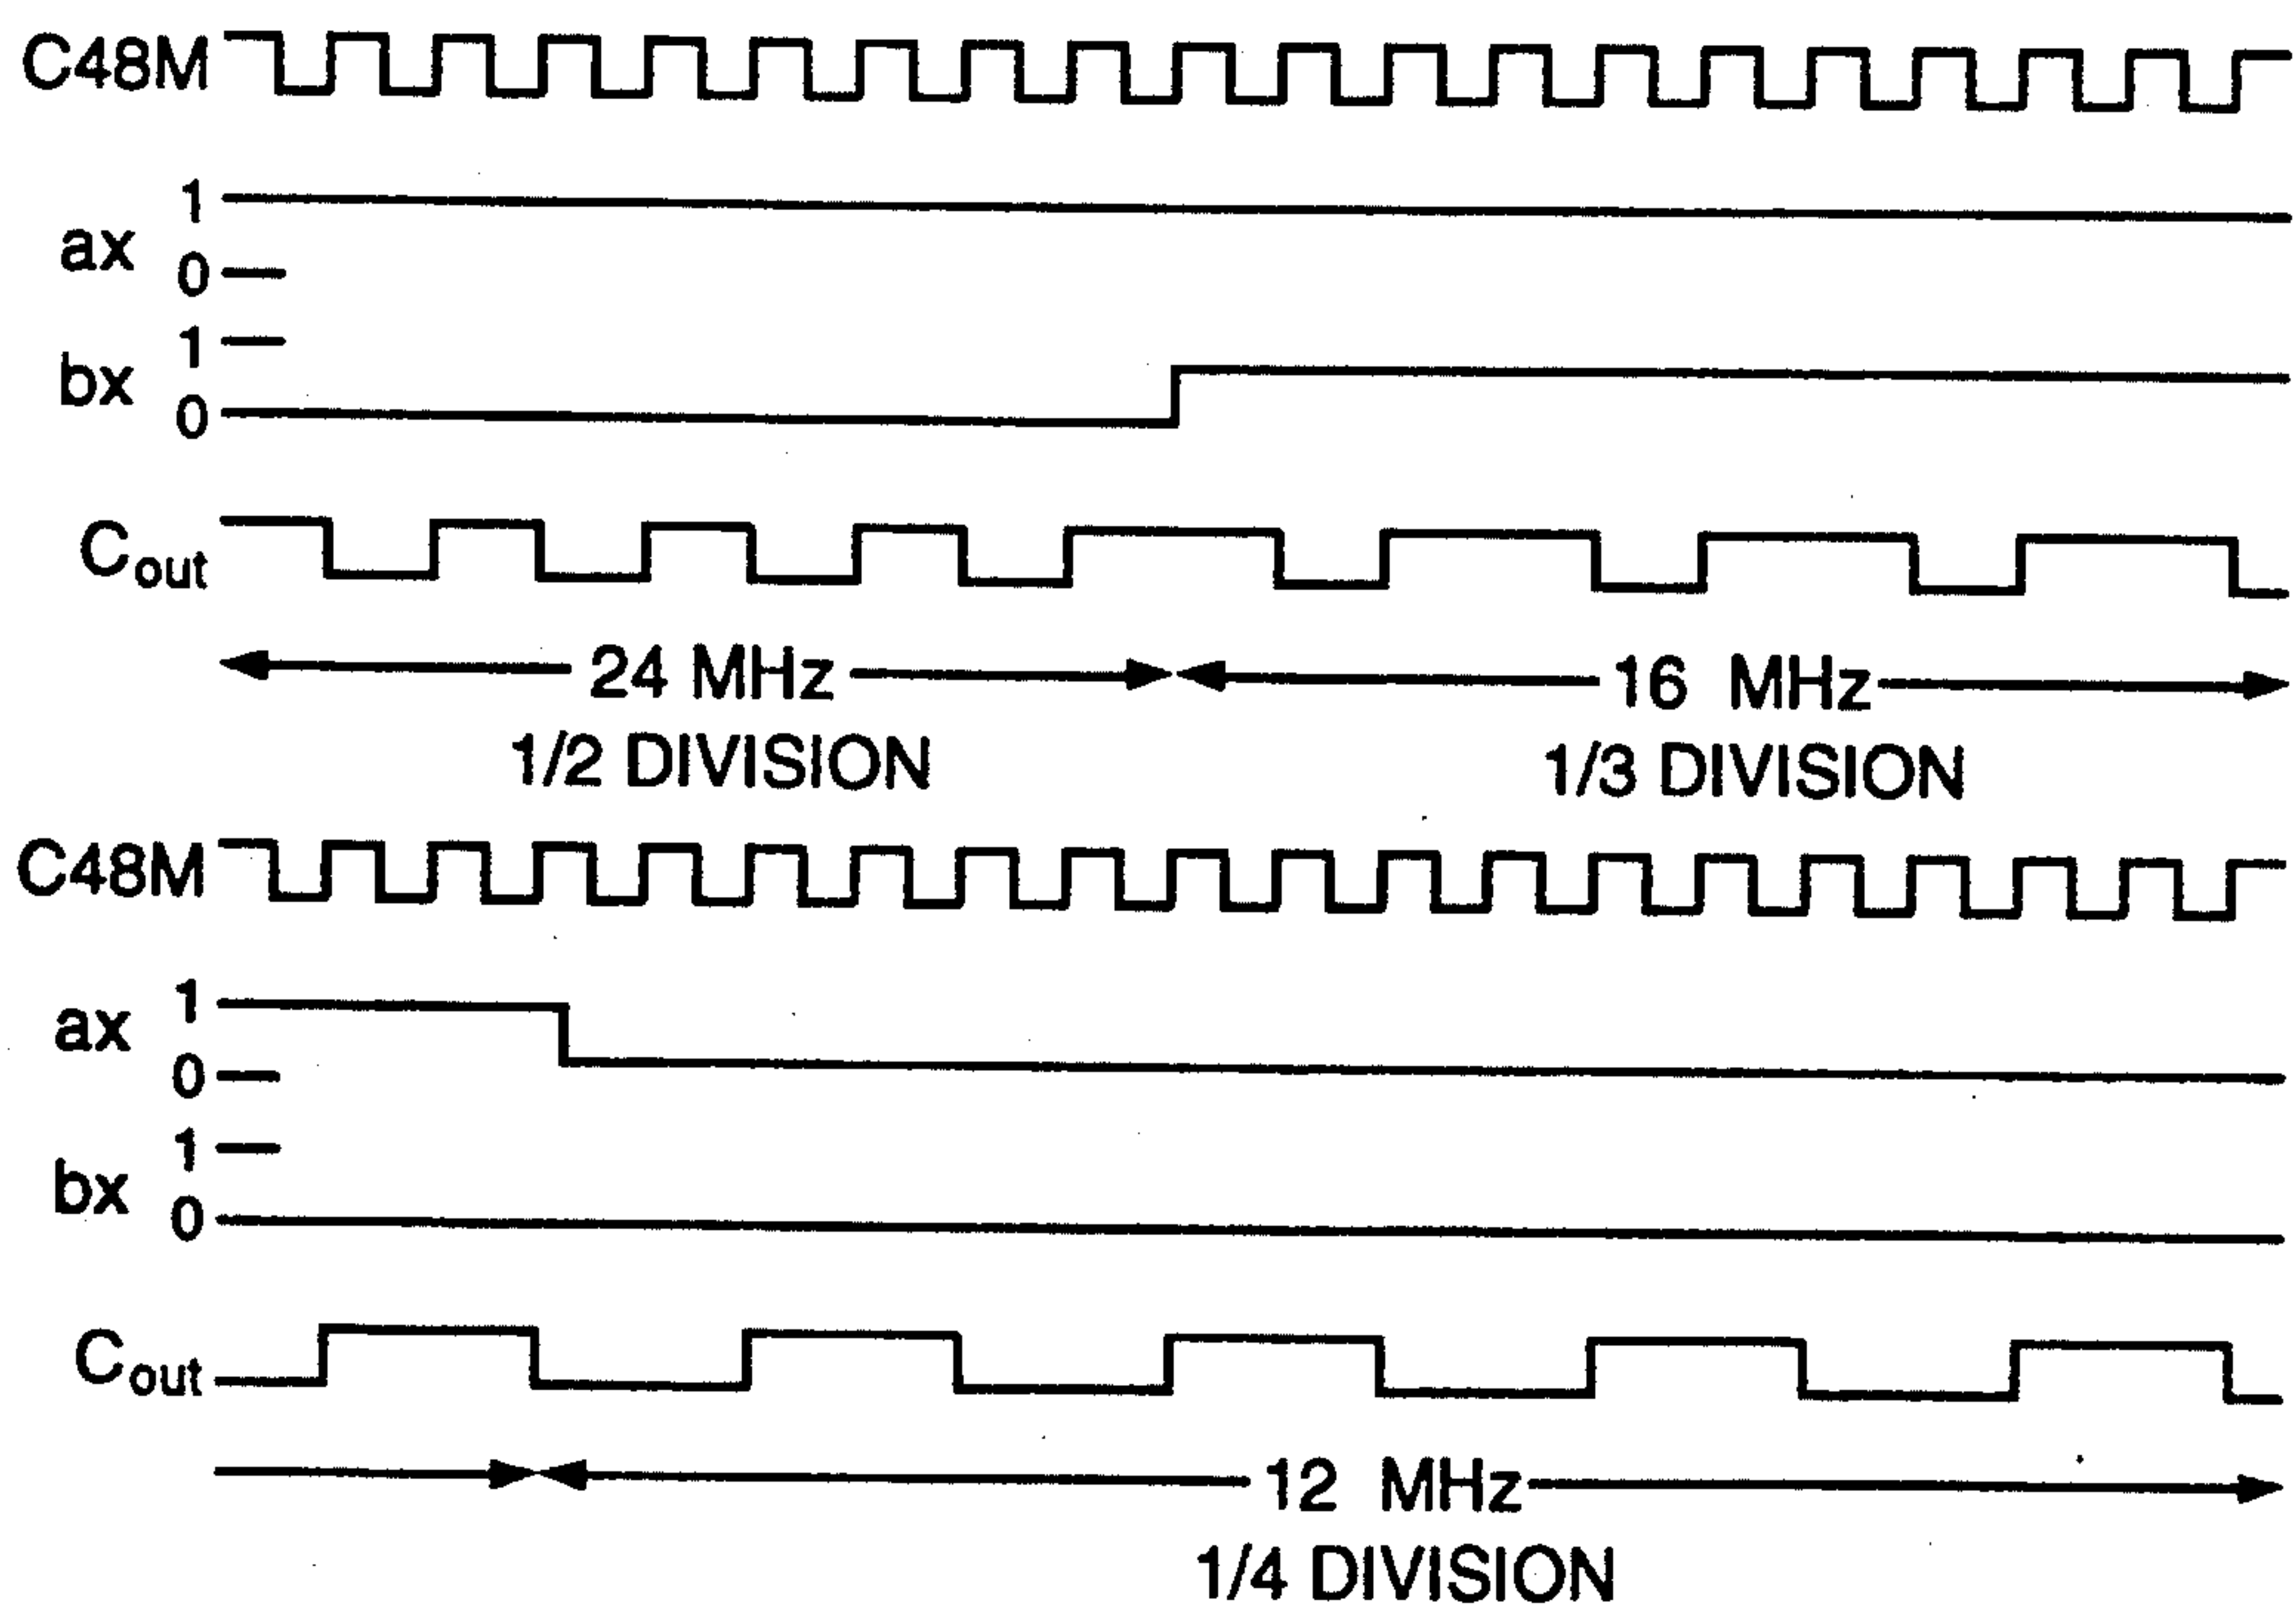 C48M
1
ax
0
1
bx
0
Cout
24 MHz
16 MHz
1/2 DIVISION
1/3 DIVISION
C48M
1
ax
0
1
bx
0
Cout
12 MHz
1/4 DIVISION